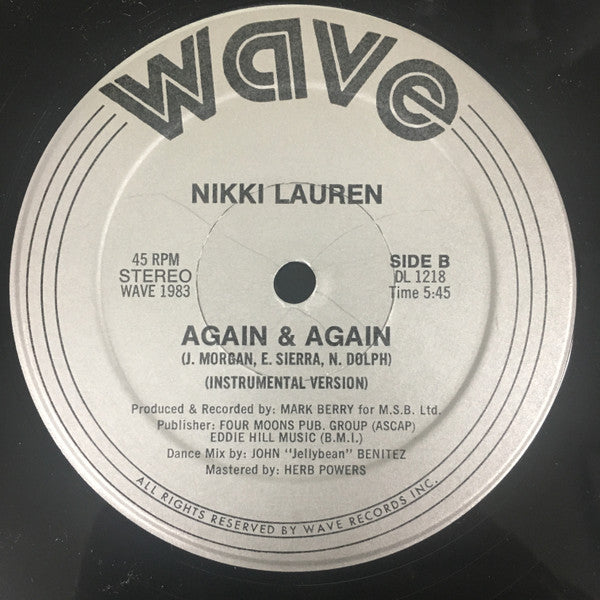 wave
NIKKI LAUREN
45 RPM
STEREO
WAVE 1983
SIDE B
DL 1218
Time 5:45
AGAIN & AGAIN
(J. MORGAN, E. SIERRA, N. DOLPH)
(INSTRUMENTAL VERSION)
Produced & Recorded by: MARK BERRY for M.S.B. Ltd.
Publisher: FOUR MOONS PUB. GROUP (ASCAP)
EDDIE HILL MUSIC (B.M.I.)
Dance Mix by: JOHN "Jellybean" BENITEZ
Mastered by: HERB POWERS
ALL RIGHTS RESERVED BY WAVE RECORDS INC.